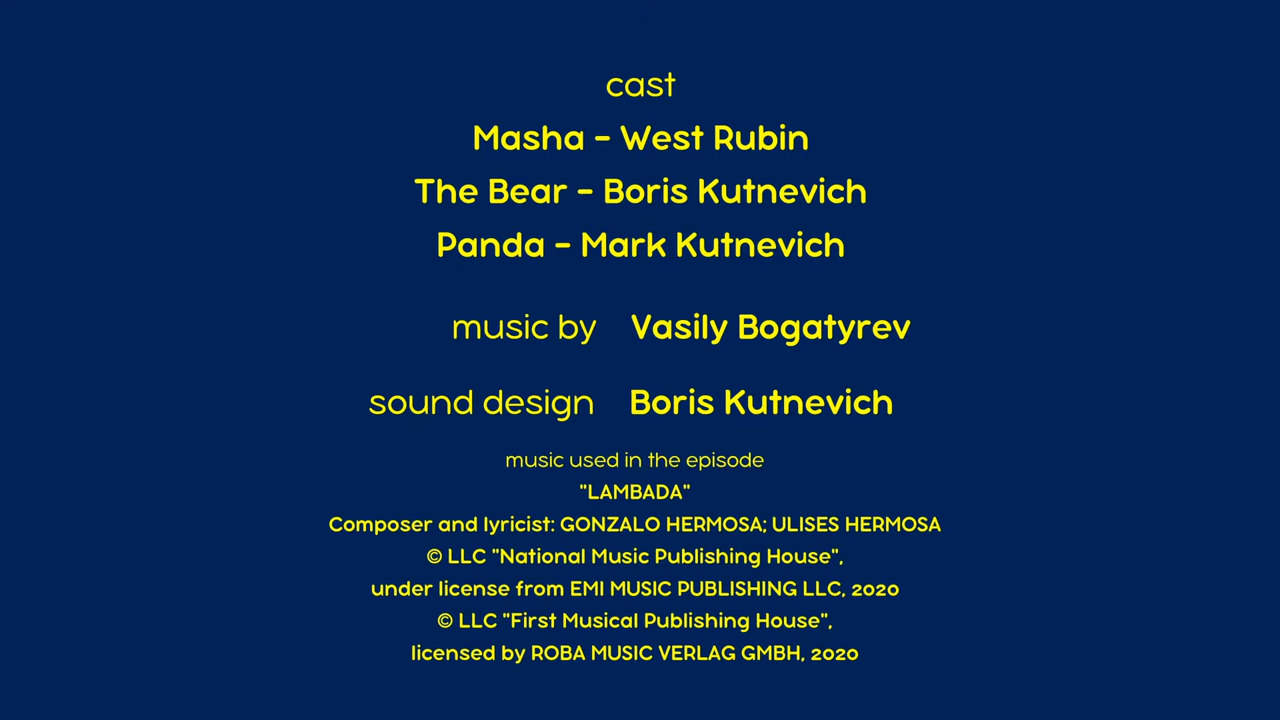 cast
Masha - West Rubin
The Bear - Boris Kutnevich
Panda - Mark Kutnevich
music by Vasily Bogatyrev
sound design Boris Kutnevich
music used in the episode
"LAMBADA"
Composer and lyricist: GONZALO HERMOSA; ULISES HERMOSA
© LLC "National Music Publishing House",
under license from EMI MUSIC PUBLISHING LLC, 2020
© LLC "First Musical Publishing House",
licensed by ROBA MUSIC VERLAG GMBH, 2020